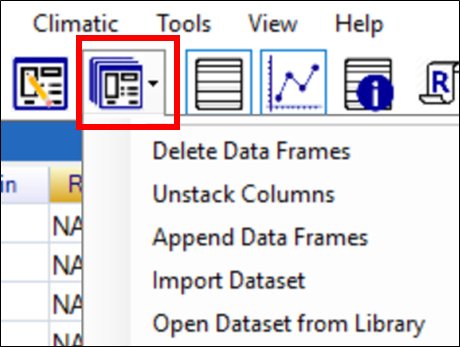 Climatic Tools View Help
R
in R
Delete Data Frames
NA
Unstack Columns
NA
Append Data Frames
NA
Import Dataset
NA
Open Dataset from Library